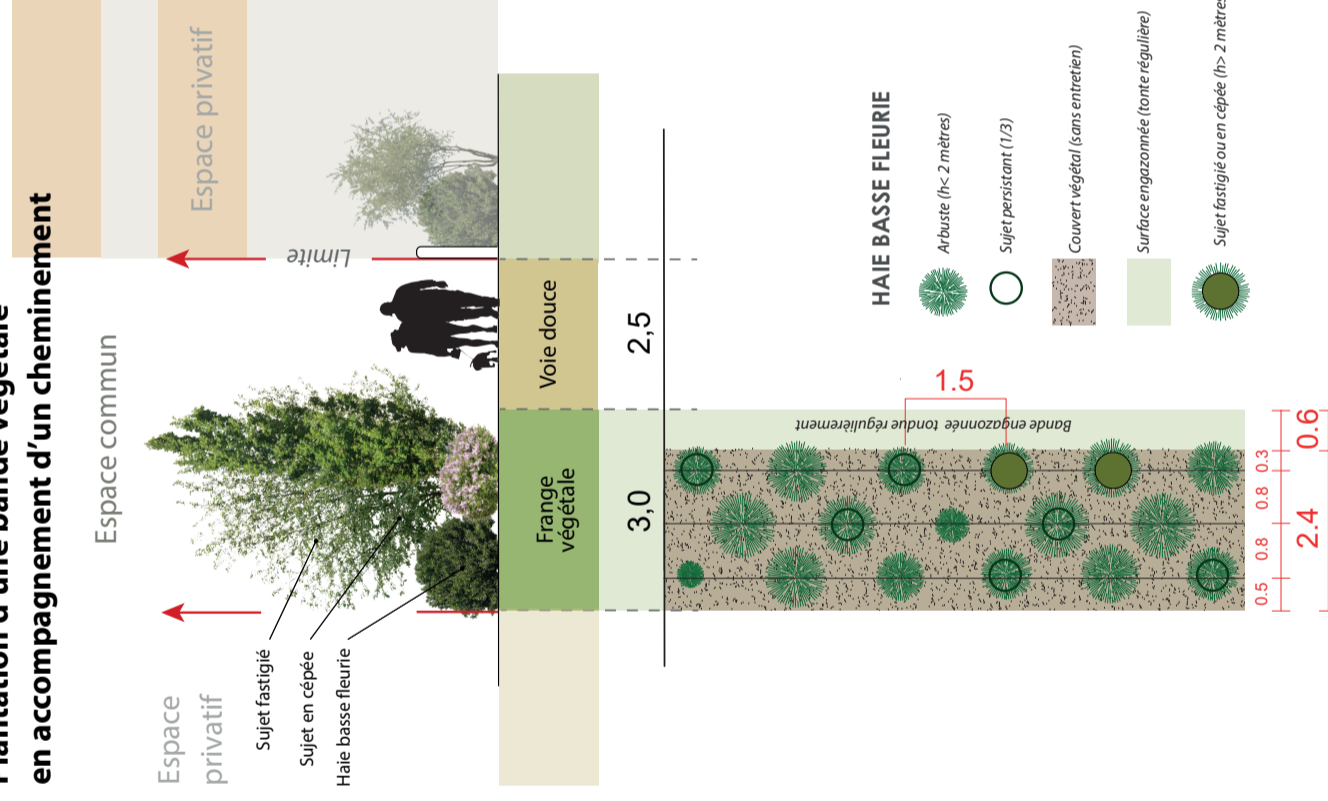 Plantation d'une bande végétale
en accompagnement d'un cheminement
Espace commun
Espace
privatif
Espace privatif
Limite
Sujet fastigié
Sujet en cépée
Haie basse fleurie
Frange
végétale
Voie douce
3,0
2,5
1.5
Bande engazonnée tondue régulièrement
0.5
0.8
0.8
0.3
2.4
0.6
HAIE BASSE FLEURIE
Arbuste (h< 2 mètres)
Sujet persistant (1/3)
Couvert végétal (sans entretien)
Surface engazonnée (tonte régulière)
Sujet fastigié ou en cépée (h> 2 mètres